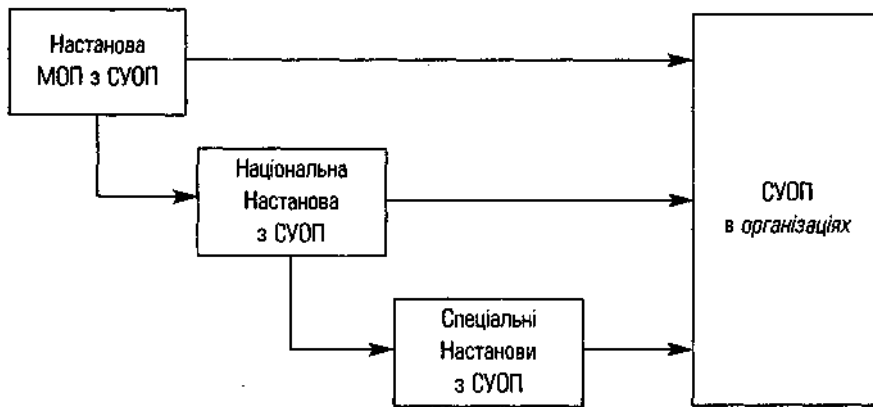 Настанова
МОП з СУОП
Національна
Настанова
з СУОП
СУОП
в організаціях
Спеціальні
Настанови
з СУОП